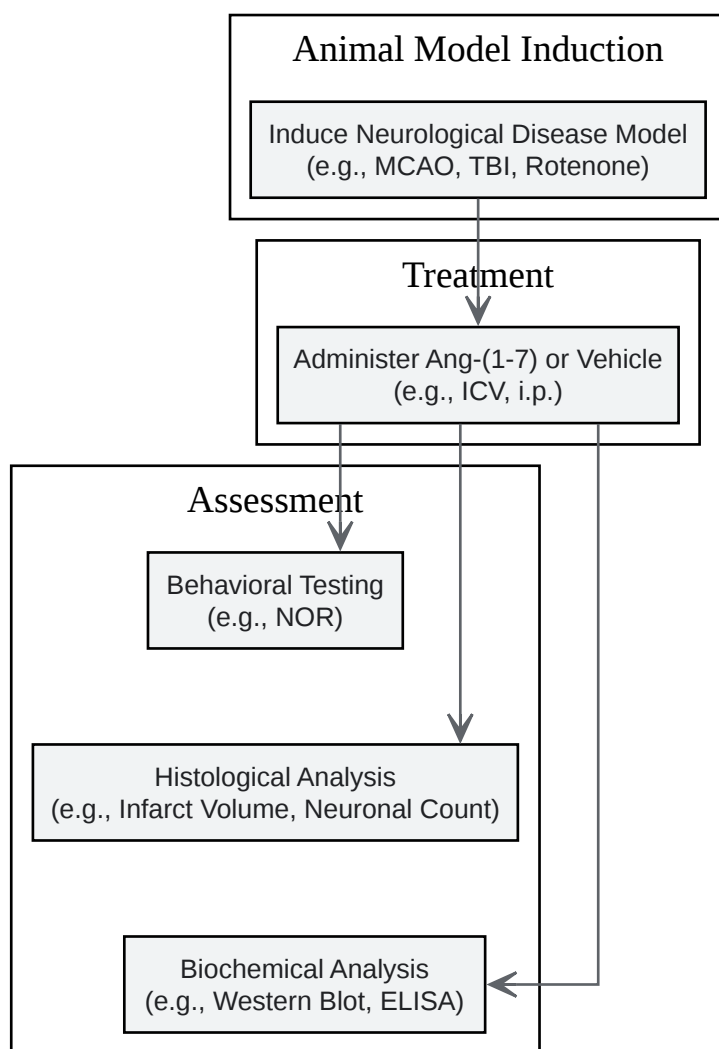 Animal Model Induction
Induce Neurological Disease Model
(e.g., MCAO, TBI, Rotenone)
Treatment
Administer Ang-(1-7) or Vehicle
(e.g., ICV, i.p.)
Assessment
Behavioral Testing
(e.g., NOR)
Histological Analysis
(e.g., Infarct Volume, Neuronal Count)
Biochemical Analysis
(e.g., Western Blot, ELISA)